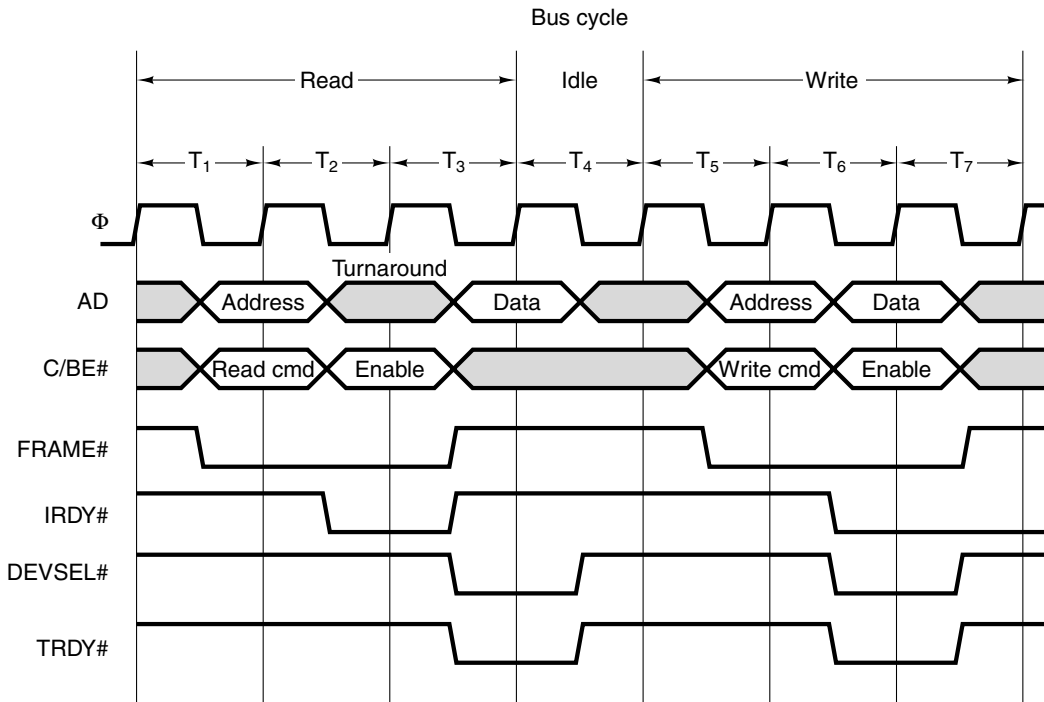 Bus cycle
Read Idle Write
T1 T2 T3 T4 T5 T6 T7
Φ
Turnaround
AD Address Data Address Data
C/BE# Read cmd Enable Write cmd Enable
FRAME#
IRDY#
DEVSEL#
TRDY#